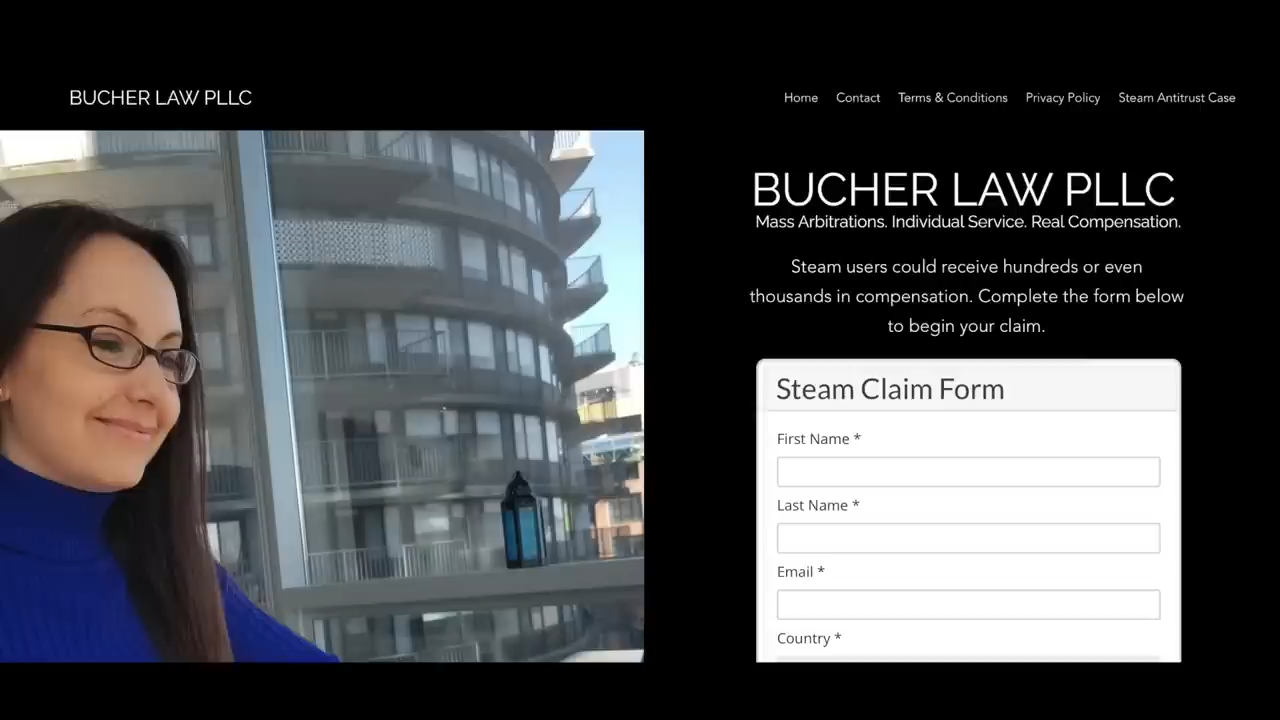 BUCHER LAW PLLC
Home Contact Terms & Conditions Privacy Policy Steam Antitrust Case
BUCHER LAW PLLC
Mass Arbitrations. Individual Service. Real Compensation.
Steam users could receive hundreds or even
thousands in compensation. Complete the form below
to begin your claim.
Steam Claim Form
First Name *
Last Name *
Email *
Country *